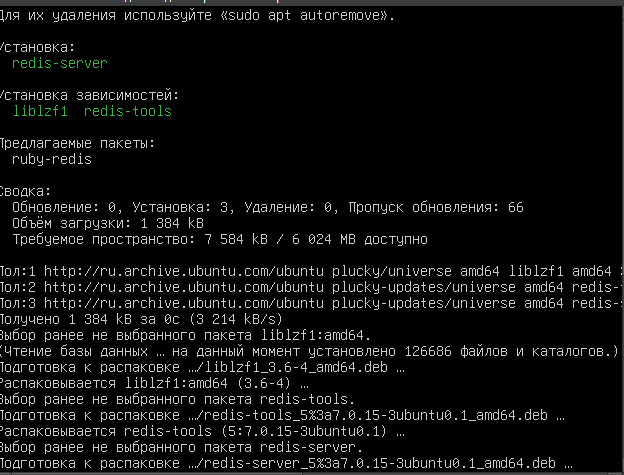 Для их удаления используйте «sudo apt autoremove».
Установка:
redis-server
Установка зависимостей:
liblzf1 redis-tools
Предлагаемые пакеты:
ruby-redis
Сводка:
Обновление: 0, Установка: 3, Удаление: 0, Пропуск обновления: 66
Объём загрузки: 1 384 kB
Требуемое пространство: 7 584 kB / 6 024 MB доступно
Пол:1 http://ru.archive.ubuntu.com/ubuntu plucky/universe amd64 liblzf1 amd64
Пол:2 http://ru.archive.ubuntu.com/ubuntu plucky-updates/universe amd64 redis-
Пол:3 http://ru.archive.ubuntu.com/ubuntu plucky-updates/universe amd64 redis-
Получено 1 384 kB за 0с (3 214 kB/s)
Выбор ранее не выбранного пакета liblzf1:amd64.
(Чтение базы данных … на данный момент установлено 126686 файлов и каталогов.)
Подготовка к распаковке …/liblzf1_3.6-4_amd64.deb …
Распаковывается liblzf1:amd64 (3.6-4) …
Выбор ранее не выбранного пакета redis-tools.
Подготовка к распаковке …/redis-tools_5%3a7.0.15-3ubuntu0.1_amd64.deb …
Распаковывается redis-tools (5:7.0.15-3ubuntu0.1) …
Выбор ранее не выбранного пакета redis-server.
Подготовка к распаковке …/redis-server_5%3a7.0.15-3ubuntu0.1_amd64.deb …